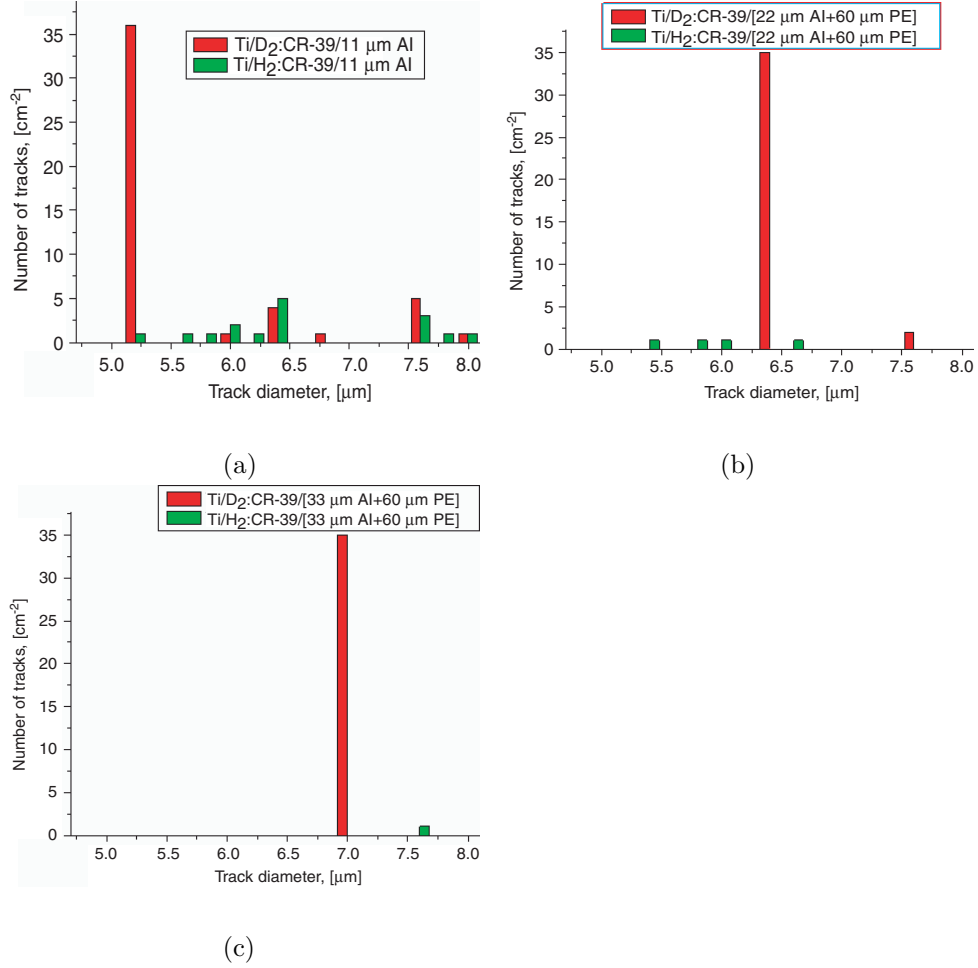 Ti/D2:CR-39/11 μm Al
Ti/H2:CR-39/11 μm Al
Number of tracks, [cm-2]
35
30
25
20
15
10
5
0
5.0 5.5 6.0 6.5 7.0 7.5 8.0
Track diameter, [μm]
(a)
Ti/D2:CR-39/[22 μm Al+60 μm PE]
Ti/H2:CR-39/[22 μm Al+60 μm PE]
Number of tracks, [cm-2]
35
30
25
20
15
10
5
0
5.0 5.5 6.0 6.5 7.0 7.5 8.0
Track diameter, [μm]
(b)
Ti/D2:CR-39/[33 μm Al+60 μm PE]
Ti/H2:CR-39/[33 μm Al+60 μm PE]
Number of tracks, [cm-2]
35
30
25
20
15
10
5
0
5.0 5.5 6.0 6.5 7.0 7.5 8.0
Track diameter, [μm]
(c)